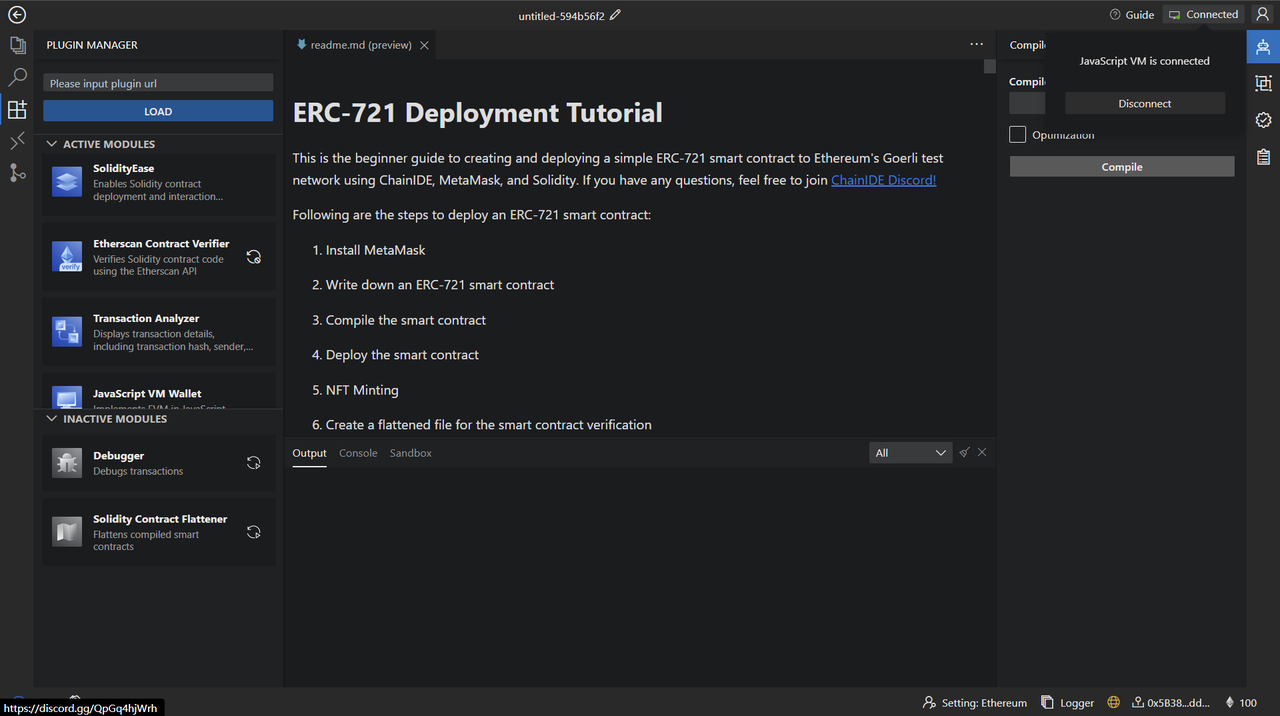 untitled-594b56f2
Guide
Connected
PLUGIN MANAGER
Please input plugin url
LOAD
ACTIVE MODULES
SolidityEase
Enables Solidity contract
deployment and interaction...
Etherscan Contract Verifier
Verifies Solidity contract code
using the Etherscan API
verify
Transaction Analyzer
Displays transaction details,
including transaction hash, sender,...
JavaScript VM Wallet
Implements EVM in JavaScript
INACTIVE MODULES
Debugger
Debugs transactions
Solidity Contract Flattener
Flattens compiled smart
contracts
readme.md (preview)
ERC-721 Deployment Tutorial
This is the beginner guide to creating and deploying a simple ERC-721 smart contract to Ethereum's Goerli test
network using ChainIDE, MetaMask, and Solidity. If you have any questions, feel free to join ChainIDE Discord!
Following are the steps to deploy an ERC-721 smart contract:
1. Install MetaMask
2. Write down an ERC-721 smart contract
3. Compile the smart contract
4. Deploy the smart contract
5. NFT Minting
6. Create a flattened file for the smart contract verification
Output Console Sandbox
All
JavaScript VM is connected
Disconnect
Optimization
Compile
https://discord.gg/QpGq4hjWrh
Setting: Ethereum
Logger
0x5B38...dd...
100